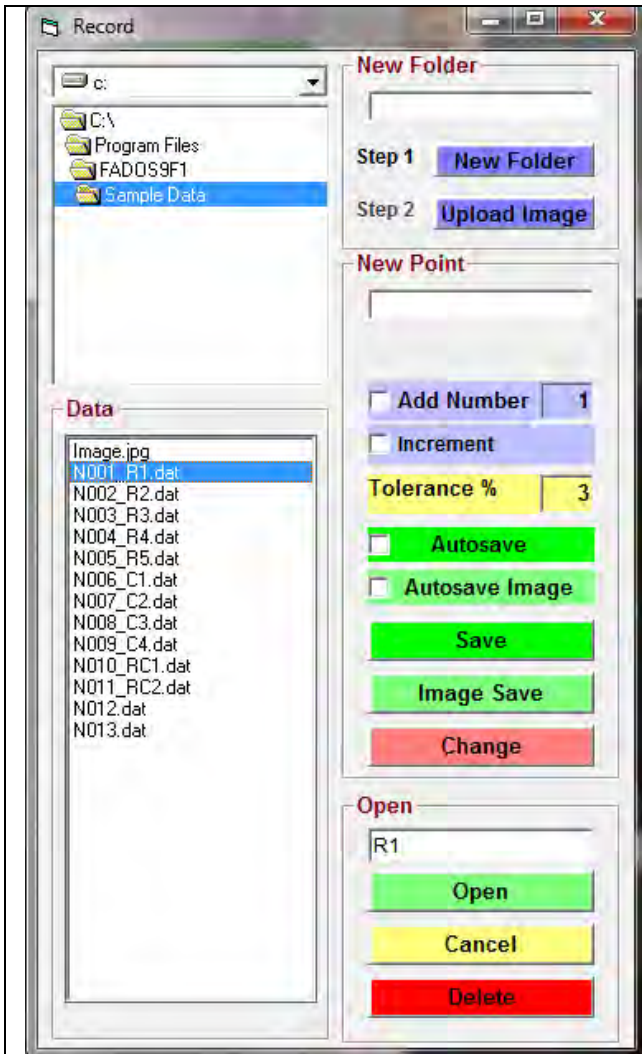 Record
c:
C:\
Program Files
FADOS9F1
Sample Data
Data
Image.jpg
N001_R1.dat
N002_R2.dat
N003_R3.dat
N004_R4.dat
N005_R5.dat
N006_C1.dat
N007_C2.dat
N008_C3.dat
N009_C4.dat
N010_RC1.dat
N011_RC2.dat
N012.dat
N013.dat
New Folder
Step 1 New Folder
Step 2 Upload Image
New Point
Add Number 1
Increment
Tolerance % 3
Autosave
Autosave Image
Save
Image Save
Change
Open
R1
Open
Cancel
Delete